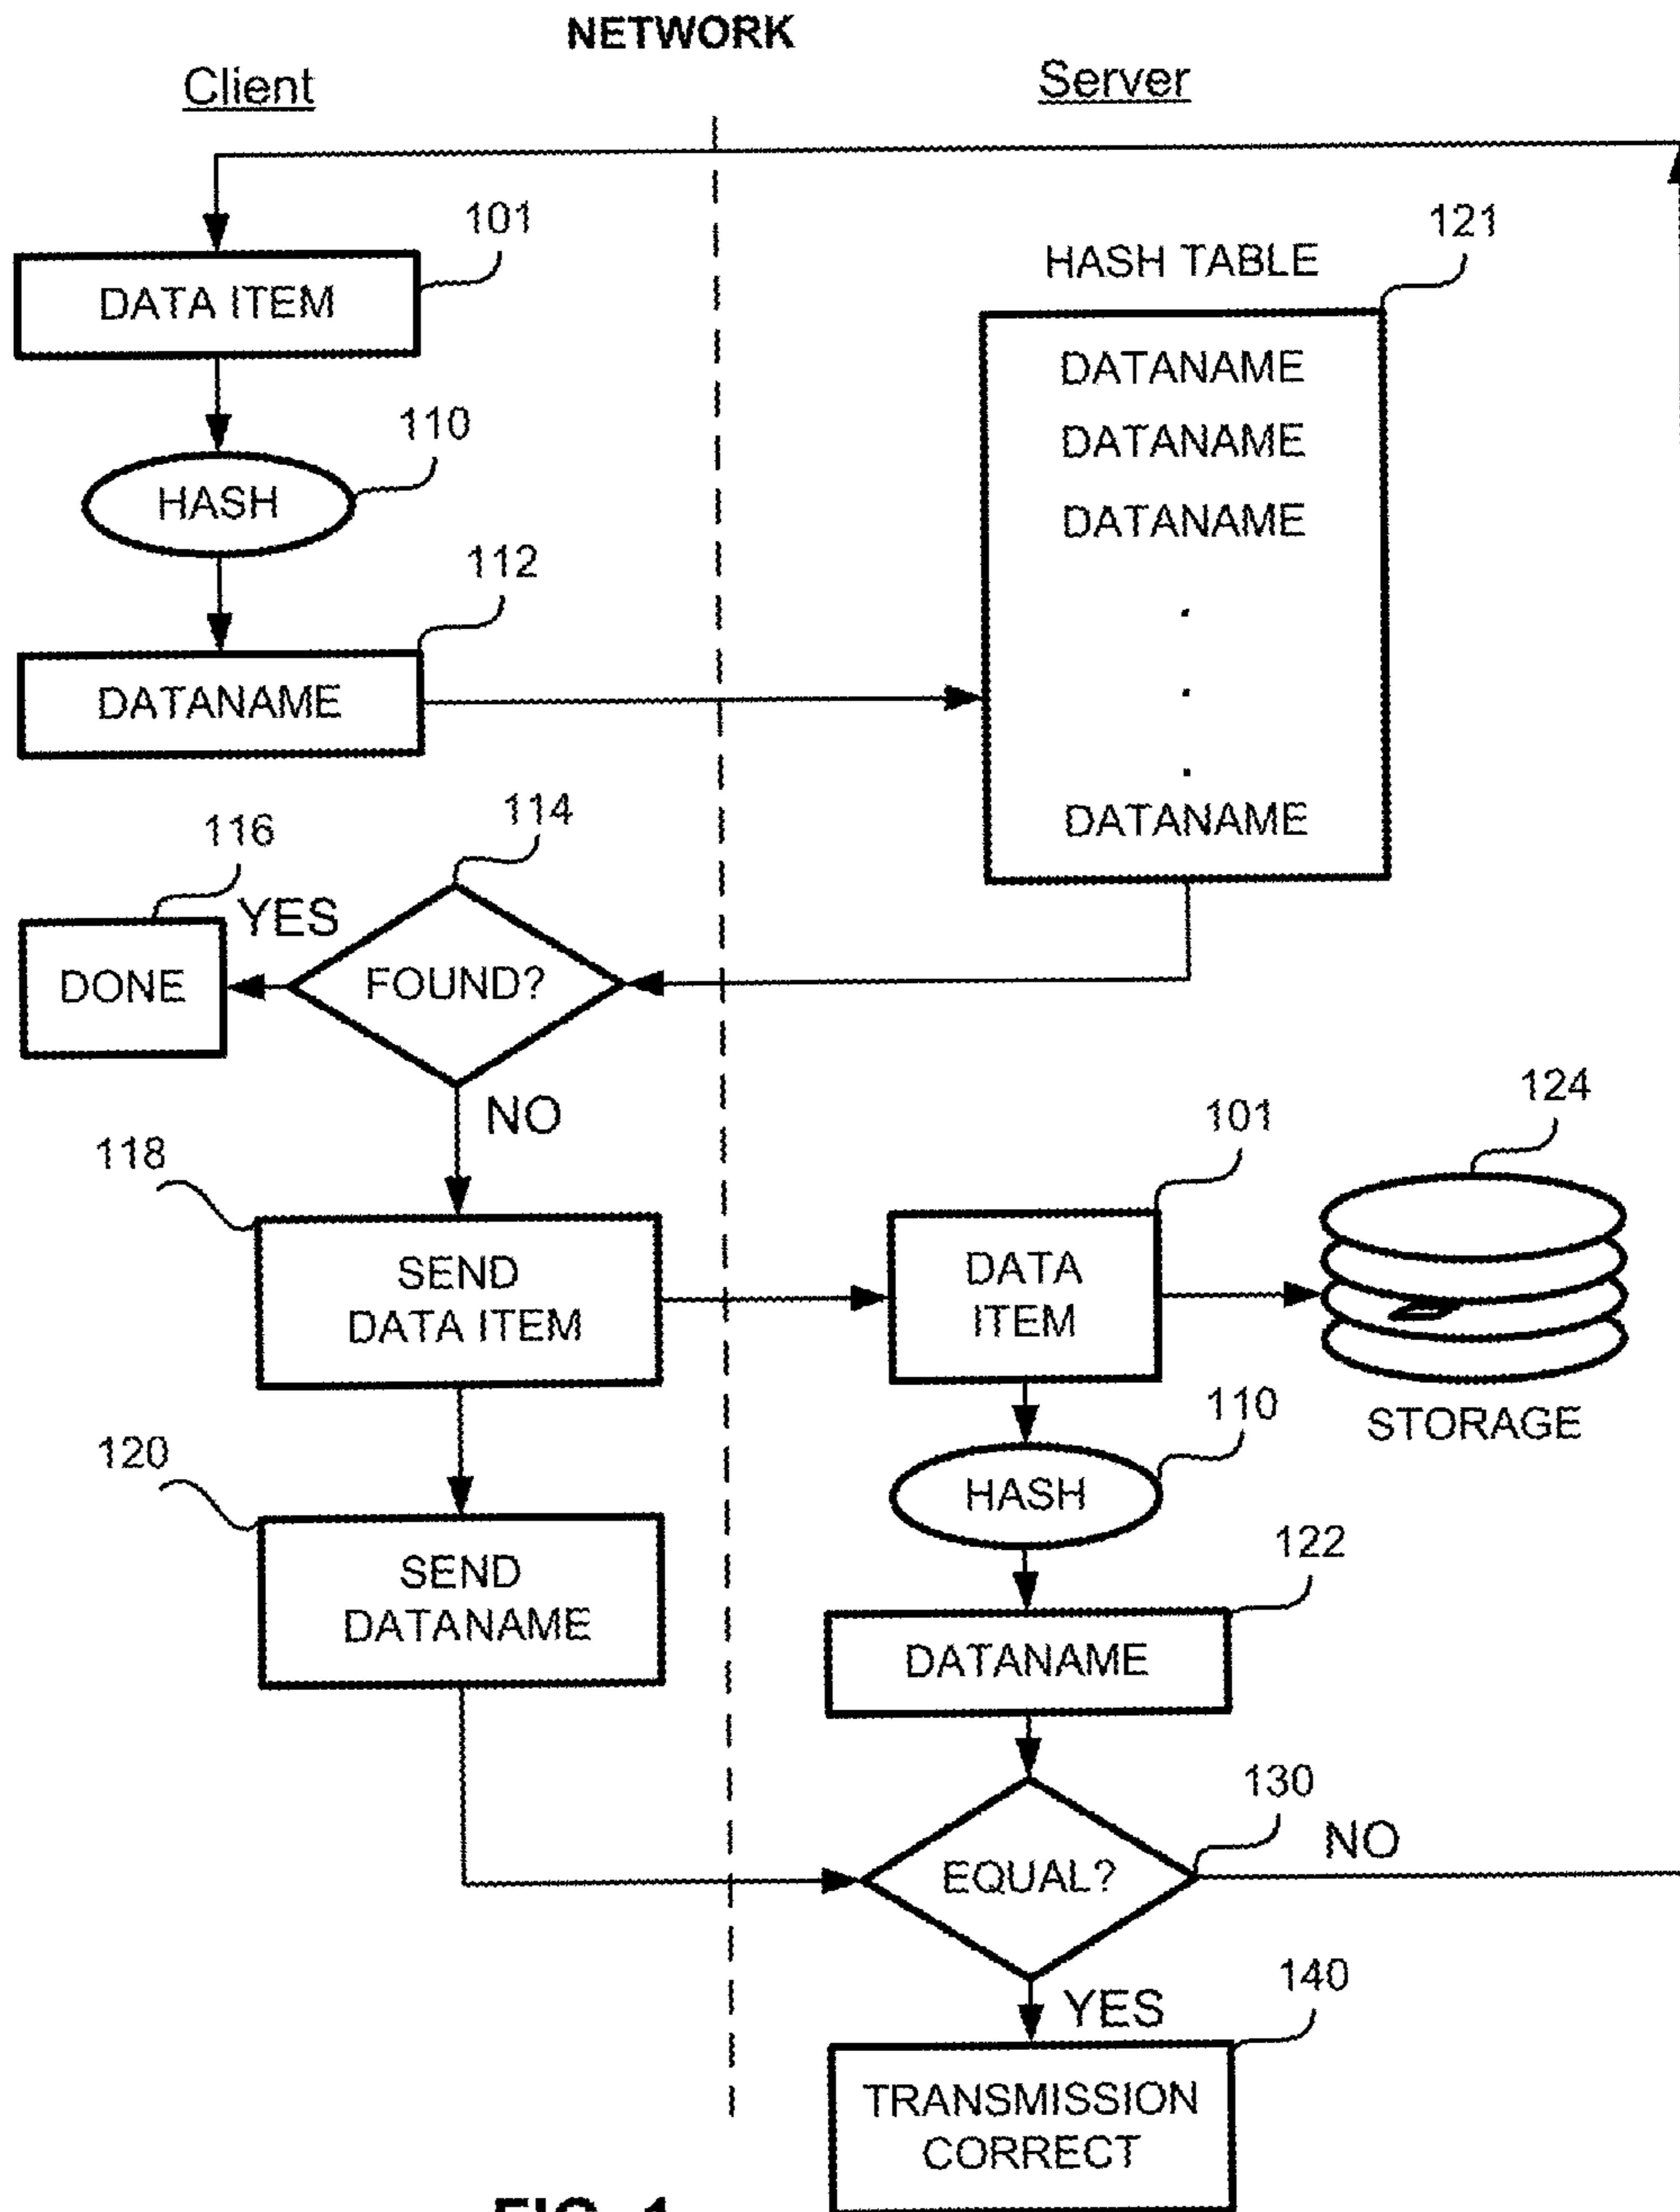 NETWORK
Client
Server
101
DATA ITEM
110
HASH
112
DATANAME
HASH TABLE
121
DATANAME
DATANAME
DATANAME
.
.
.
DATANAME
114
116
YES
FOUND?
DONE
NO
118
SEND
DATA ITEM
101
DATA
ITEM
124
STORAGE
120
SEND
DATANAME
110
HASH
122
DATANAME
130
EQUAL?
NO
YES
140
TRANSMISSION
CORRECT
FIG. 1